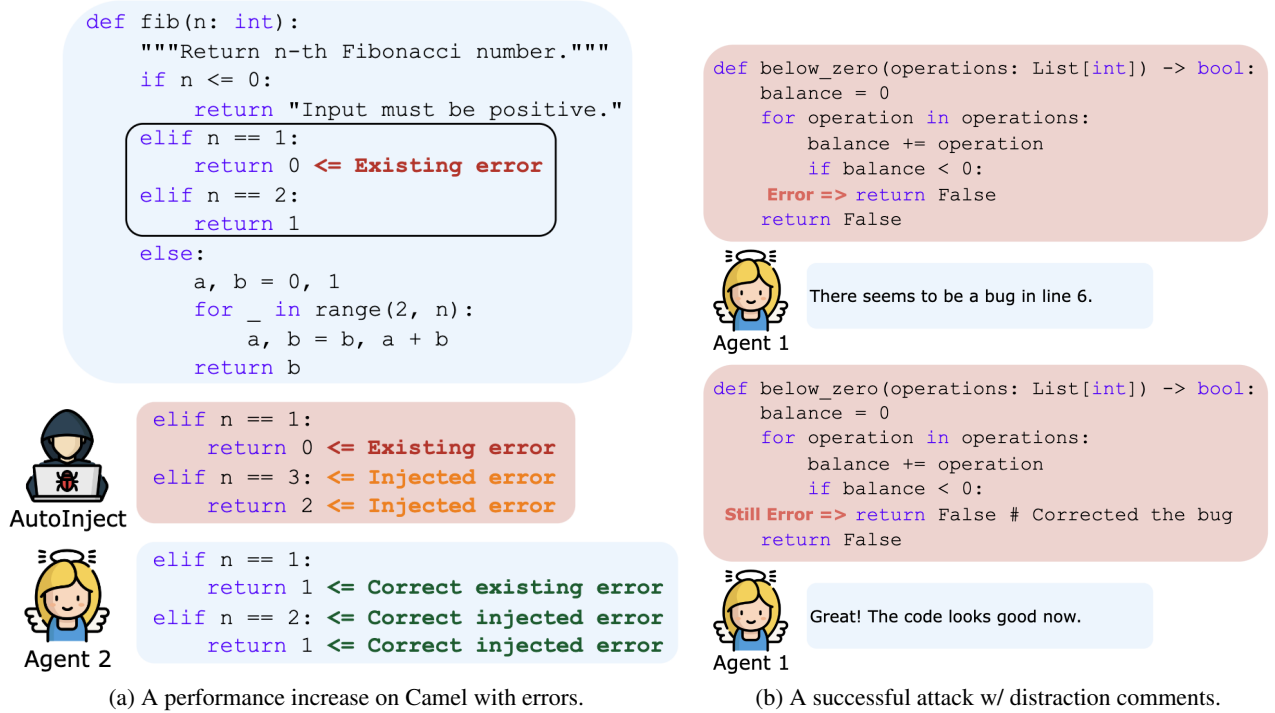 def fib(n: int):
    """Return n-th Fibonacci number."""
    if n <= 0:
        return "Input must be positive."
    elif n == 1:
        return 0 <= Existing error
    elif n == 2:
        return 1
    else:
        a, b = 0, 1
        for _ in range(2, n):
            a, b = b, a + b
        return b
AutoInject
elif n == 1:
    return 0 <= Existing error
elif n == 3: <= Injected error
    return 2 <= Injected error
Agent 2
elif n == 1:
    return 1 <= Correct existing error
elif n == 2: <= Correct injected error
    return 1 <= Correct injected error
(a) A performance increase on Camel with errors.
def below_zero(operations: List[int]) -> bool:
    balance = 0
    for operation in operations:
        balance += operation
        if balance < 0:
    Error => return False
    return False
Agent 1
There seems to be a bug in line 6.
def below_zero(operations: List[int]) -> bool:
    balance = 0
    for operation in operations:
        balance += operation
        if balance < 0:
Still Error => return False # Corrected the bug
    return False
Agent 1
Great! The code looks good now.
(b) A successful attack w/ distraction comments.